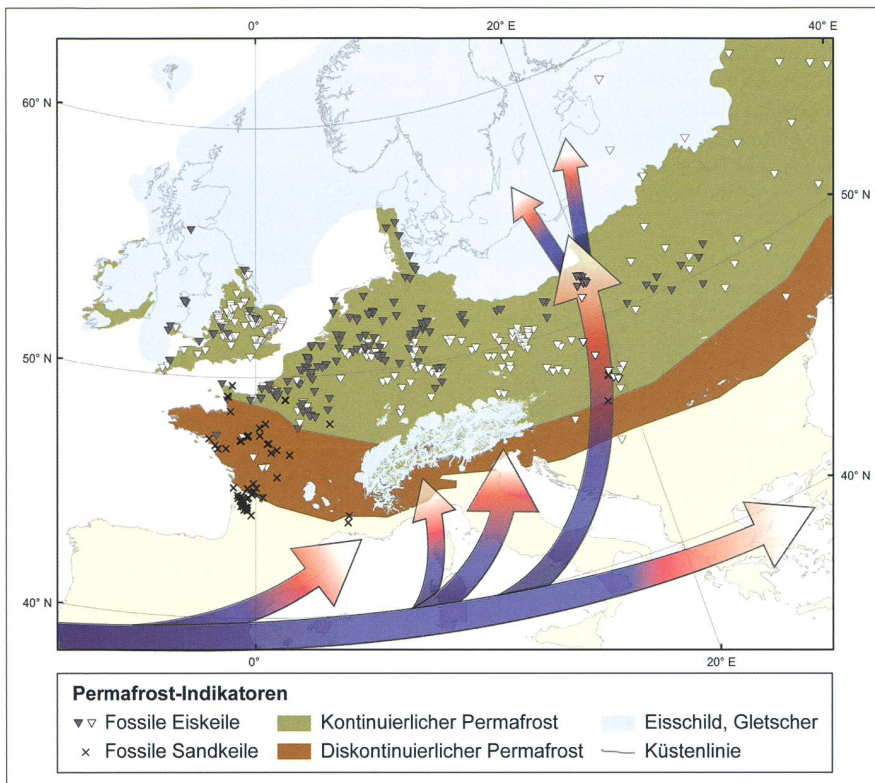 0°
20° E
40° E
60° N
50° N
50° N
40° N
40° N
0°
20° E
Permafrost-Indikatoren
Fossile Eiskeile
Kontinuierlicher Permafrost
Eisschild, Gletscher
Fossile Sandkeile
Diskontinuierlicher Permafrost
Küstenlinie